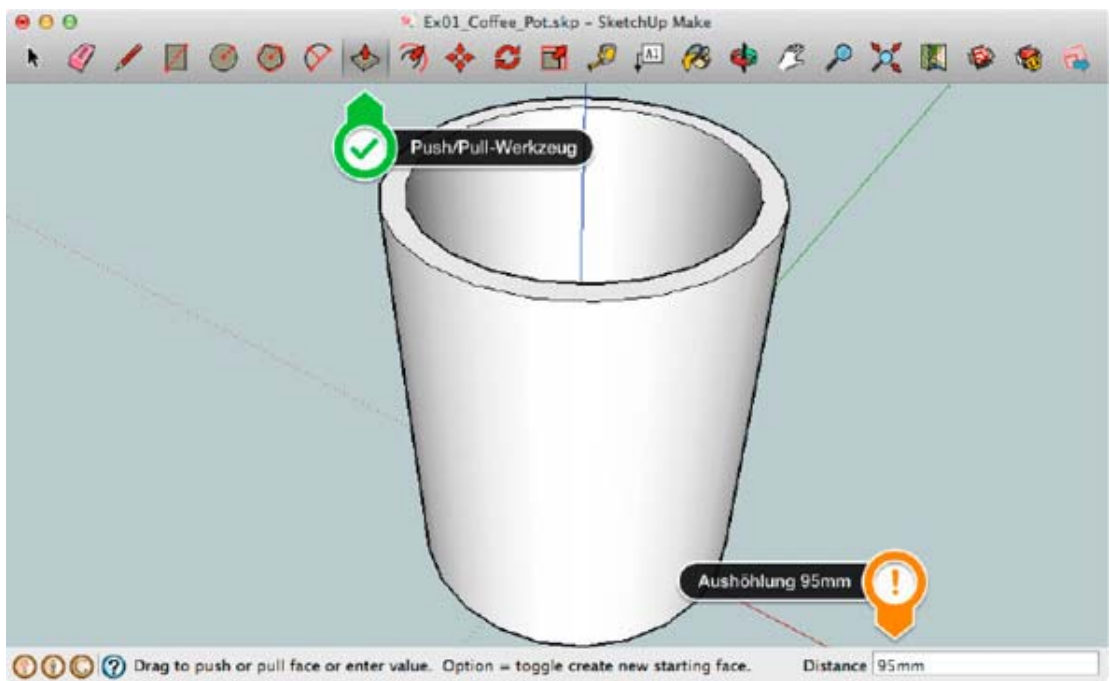 Ex01_Coffee_Pot.skp - SketchUp Make
A1
Push/Pull-Werkzeug
Aushöhlung 95mm
!
? Drag to push or pull face or enter value. Option = toggle create new starting face. Distance 95mm